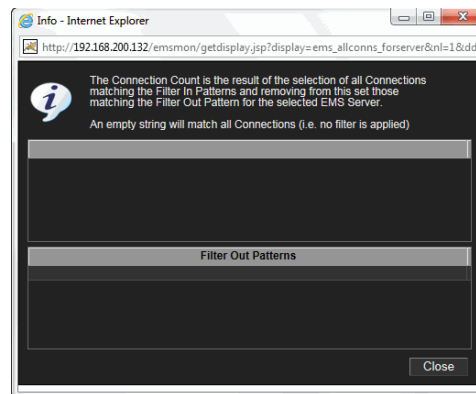 Info - Internet Explorer
http://192.168.200.132/emsmon/getdisplay.jsp?display=ems_allconns_forserver&nl=1&dd
The Connection Count is the result of the selection of all Connections
matching the Filter In Patterns and removing from this set those
matching the Filter Out Pattern for the selected EMS Server.
An empty string will match all Connections (i.e. no filter is applied)
Filter Out Patterns
Close